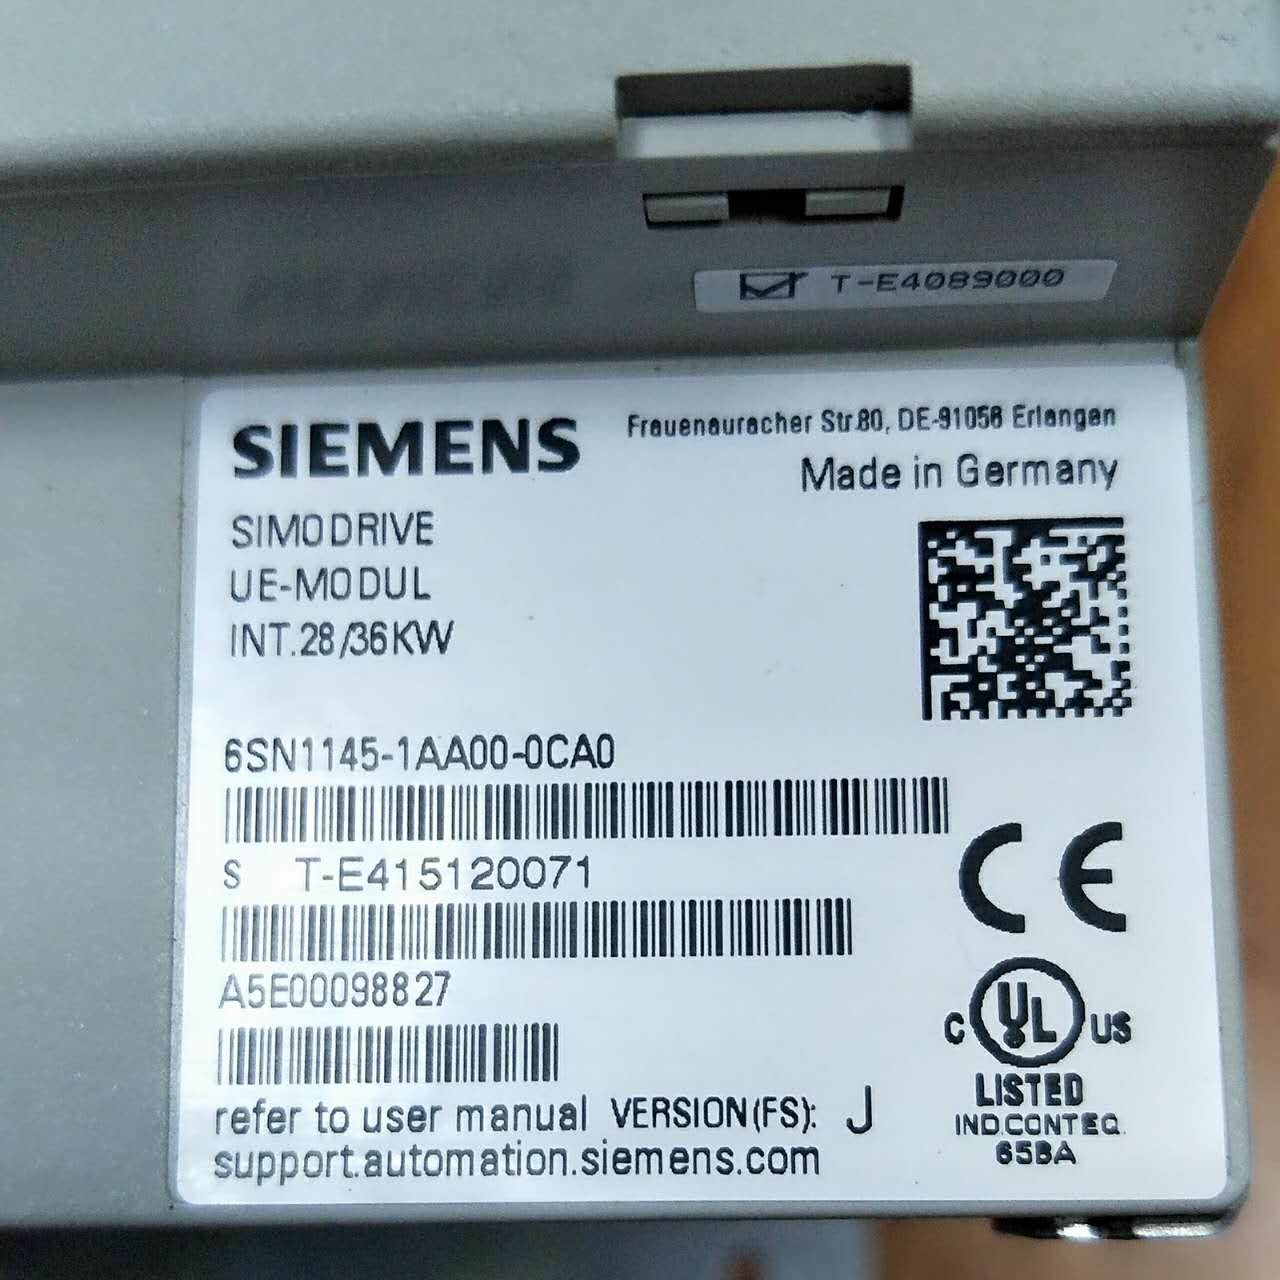 T-E4089000
SIEMENS
Frauenauracher Str.80, DE-91056 Erlangen
Made in Germany
SIMODRIVE
UE-MODUL
INT.28/36KW
6SN1145-1AA00-0CA0
S T-E415120071
A5E00098827
refer to user manual VERSION(FS): J
support.automation.siemens.com
CE
C UL US
LISTED
IND.CONT.EQ.
65BA